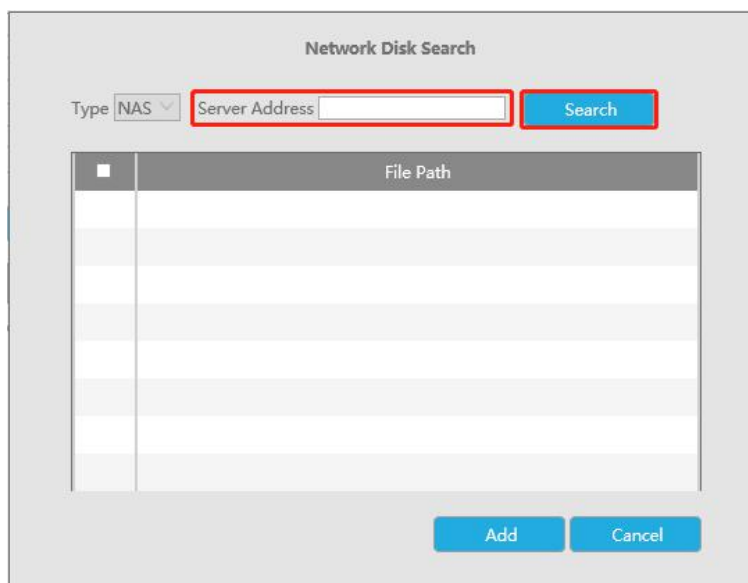 Network Disk Search
Type NAS Server Address Search
File Path
Add Cancel